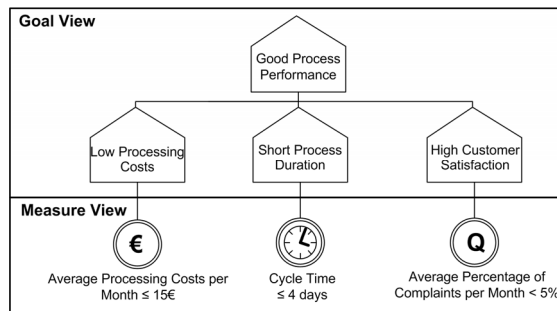 Goal View
Good Process
Performance
Low Processing
Costs
Short Process
Duration
High Customer
Satisfaction
Measure View
€
Q
Average Processing Costs per
Month ≤ 15€
Cycle Time
≤ 4 days
Average Percentage of
Complaints per Month < 5%